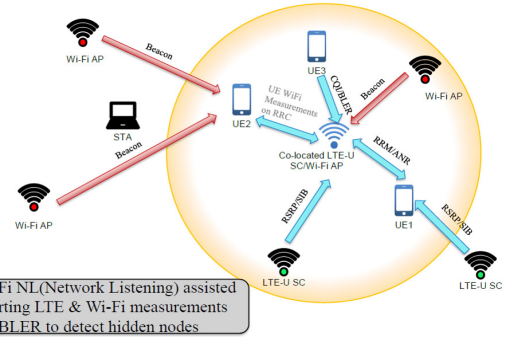 Wi-Fi AP
Beacon
UE3
Wi-Fi AP
STA
UE2
UE WiFi
Measurements
on RRC
CQI/BLER
Beacon
Co-located LTE-U
SC/Wi-Fi AP
RRM/ANR
Beacon
Wi-Fi AP
RSRP/SIB
UE1
RSRP/SIB
LTE-U SC
LTE-U SC
Fi NL(Network Listening) assisted
rting LTE & Wi-Fi measurements
BLER to detect hidden nodes